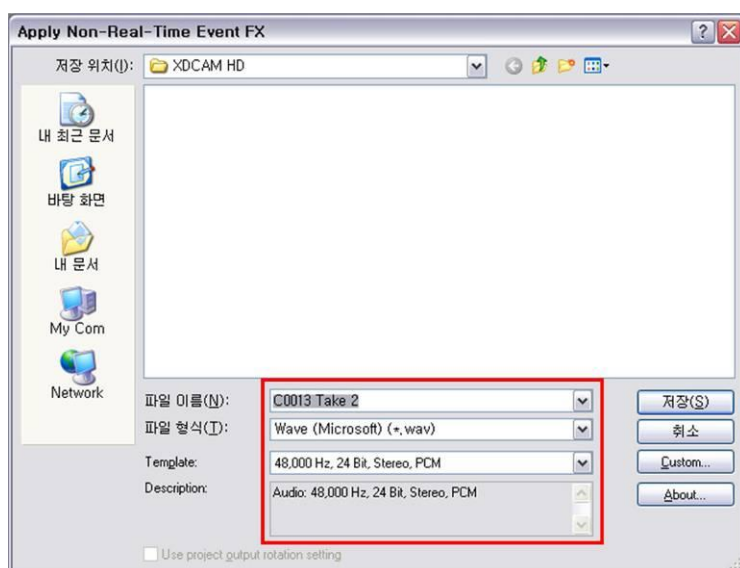 Apply Non-Real-Time Event FX
저장 위치(I): XDCAM HD
내 최근 문서
바탕 화면
내 문서
My Com
Network
파일 이름(N): C0013 Take 2 저장(S)
파일 형식(T): Wave (Microsoft) (*.wav) 취소
Template: 48,000 Hz, 24 Bit, Stereo, PCM Custom...
Description: Audio: 48,000 Hz, 24 Bit, Stereo, PCM About...
Use project output rotation setting